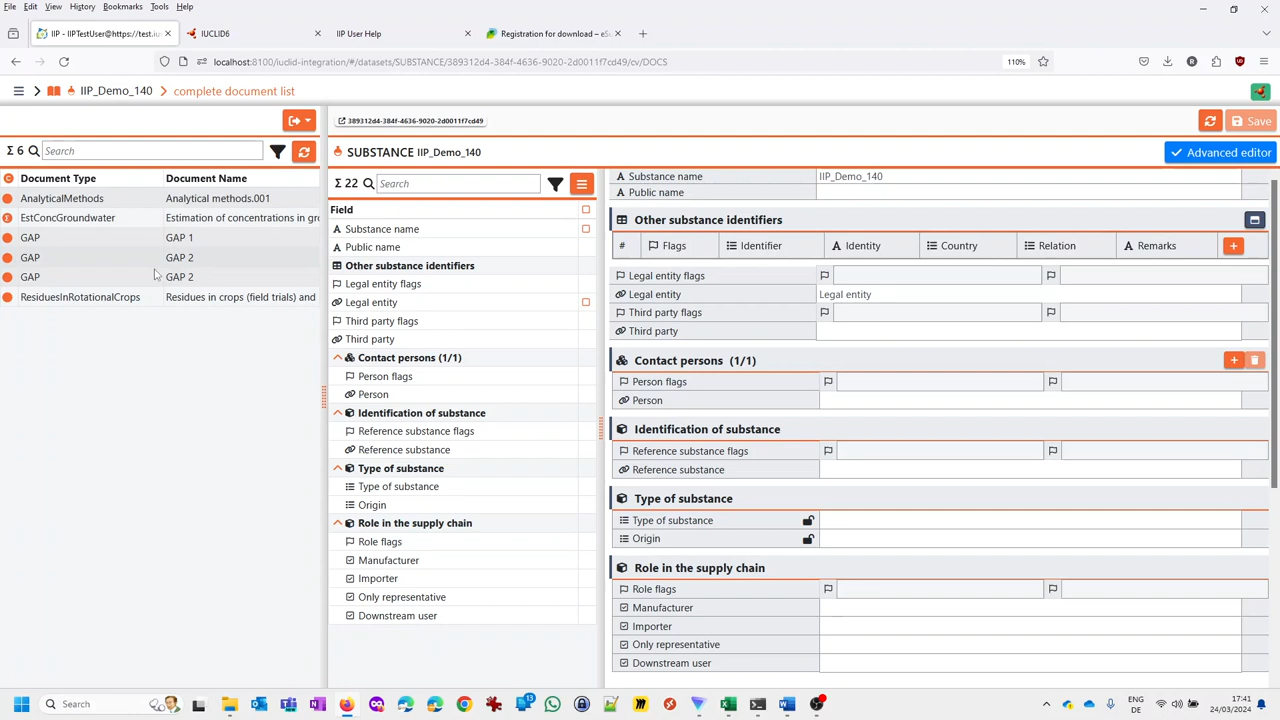 File Edit View History Bookmarks Tools Help
IIP - IIPTestUser@https://test.iu
IUCLID6
IIP User Help
Registration for download – eSu
localhost:8100/iuclid-integration/#/datasets/SUBSTANCE/389312d4-384f-4636-9020-2d0011f7cd49/cv/DOCS
110%
IIP_Demo_140
complete document list
389312d4-384f-4636-9020-2d0011f7cd49
Save
Σ 6
Search
SUBSTANCE IIP_Demo_140
Advanced editor
Document Type Document Name
AnalyticalMethods Analytical methods.001
EstConcGroundwater Estimation of concentrations in gr
GAP GAP 1
GAP GAP 2
GAP GAP 2
ResiduesInRotationalCrops Residues in crops (field trials) and
Σ 22
Search
Field
Substance name
Public name
Other substance identifiers
Legal entity flags
Legal entity
Third party flags
Third party
Contact persons (1/1)
Person flags
Person
Identification of substance
Reference substance flags
Reference substance
Type of substance
Type of substance
Origin
Role in the supply chain
Role flags
Manufacturer
Importer
Only representative
Downstream user
Substance name IIP_Demo_140
Public name
Other substance identifiers
# Flags Identifier Identity Country Relation Remarks
Legal entity flags
Legal entity Legal entity
Third party flags
Third party
Contact persons (1/1)
Person flags
Person
Identification of substance
Reference substance flags
Reference substance
Type of substance
Type of substance
Origin
Role in the supply chain
Role flags
Manufacturer
Importer
Only representative
Downstream user
Search
13
ENG
DE
17:41
24/03/2024